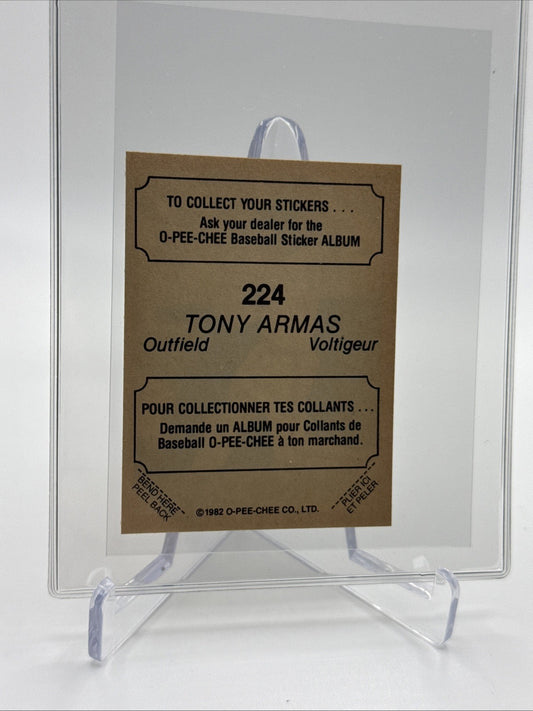 TO COLLECT YOUR STICKERS . . .
Ask your dealer for the
O-PEE-CHEE Baseball Sticker ALBUM
224
TONY ARMAS
Outfield Voltigeur
POUR COLLECTIONNER TES COLLANTS . . .
Demande un ALBUM pour Collants de
Baseball O-PEE-CHEE à ton marchand.
BEND HERE
PEEL BACK
©1982 O-PEE-CHEE CO., LTD.
PLIER ICI
ET PELER